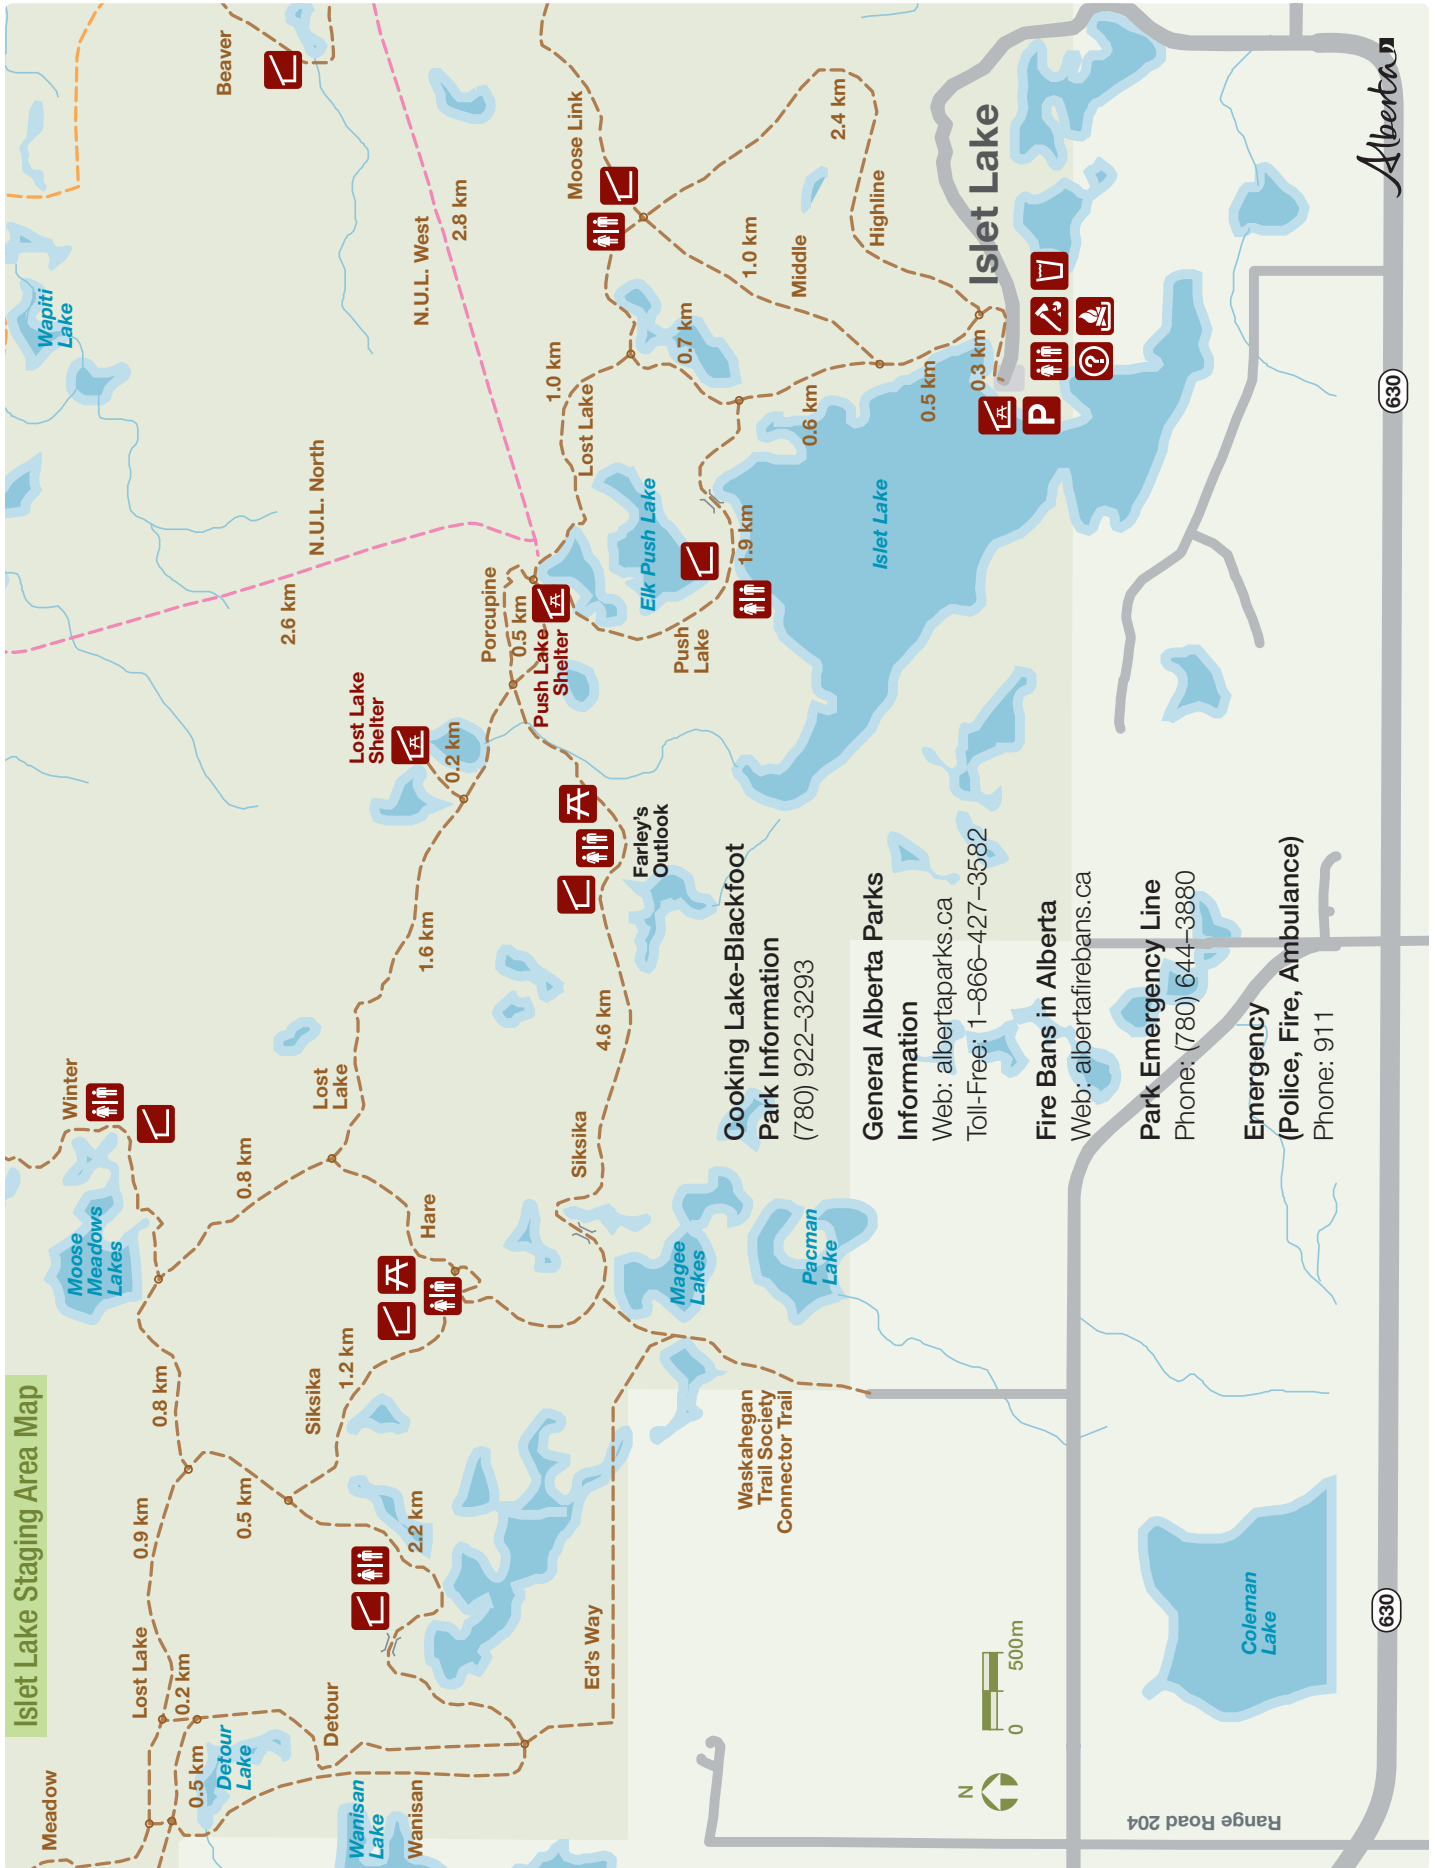 Islet Lake Staging Area Map
Meadow
Lost Lake
0.2 km
0.5 km
Detour
Lake
Detour
Wanisan
Lake
Wanisan
0.9 km
0.5 km
0.8 km
Siksika
1.2 km
2.2 km
Ed's Way
Moose
Meadows
Lakes
Winter
0.8 km
Lost
Lake
Hare
1.6 km
Siksika
4.6 km
Magee
Lakes
Pacman
Lake
Waskahegan
Trail Society
Connector Trail
Lost Lake
Shelter
0.2 km
Farley's
Outlook
Porcupine
0.5 km
Push Lake
Shelter
Push
Lake
Elk Push Lake
1.9 km
2.6 km
N.U.L. North
N.U.L. West
2.8 km
Wapiti
Lake
Beaver
Lost Lake
1.0 km
0.7 km
Moose Link
1.0 km
Middle
2.4 km
Highline
0.6 km
0.5 km
0.3 km
Islet Lake
Islet Lake
P
?
Cooking Lake-Blackfoot
Park Information
(780) 922–3293
General Alberta Parks
Information
Web: albertaparks.ca
Toll-Free: 1–866–427–3582
Fire Bans in Alberta
Web: albertafirebans.ca
Park Emergency Line
Phone: (780) 644–3880
Emergency
(Police, Fire, Ambulance)
Phone: 911
N
0 500m
Coleman
Lake
Range Road 204
630
630
Alberta